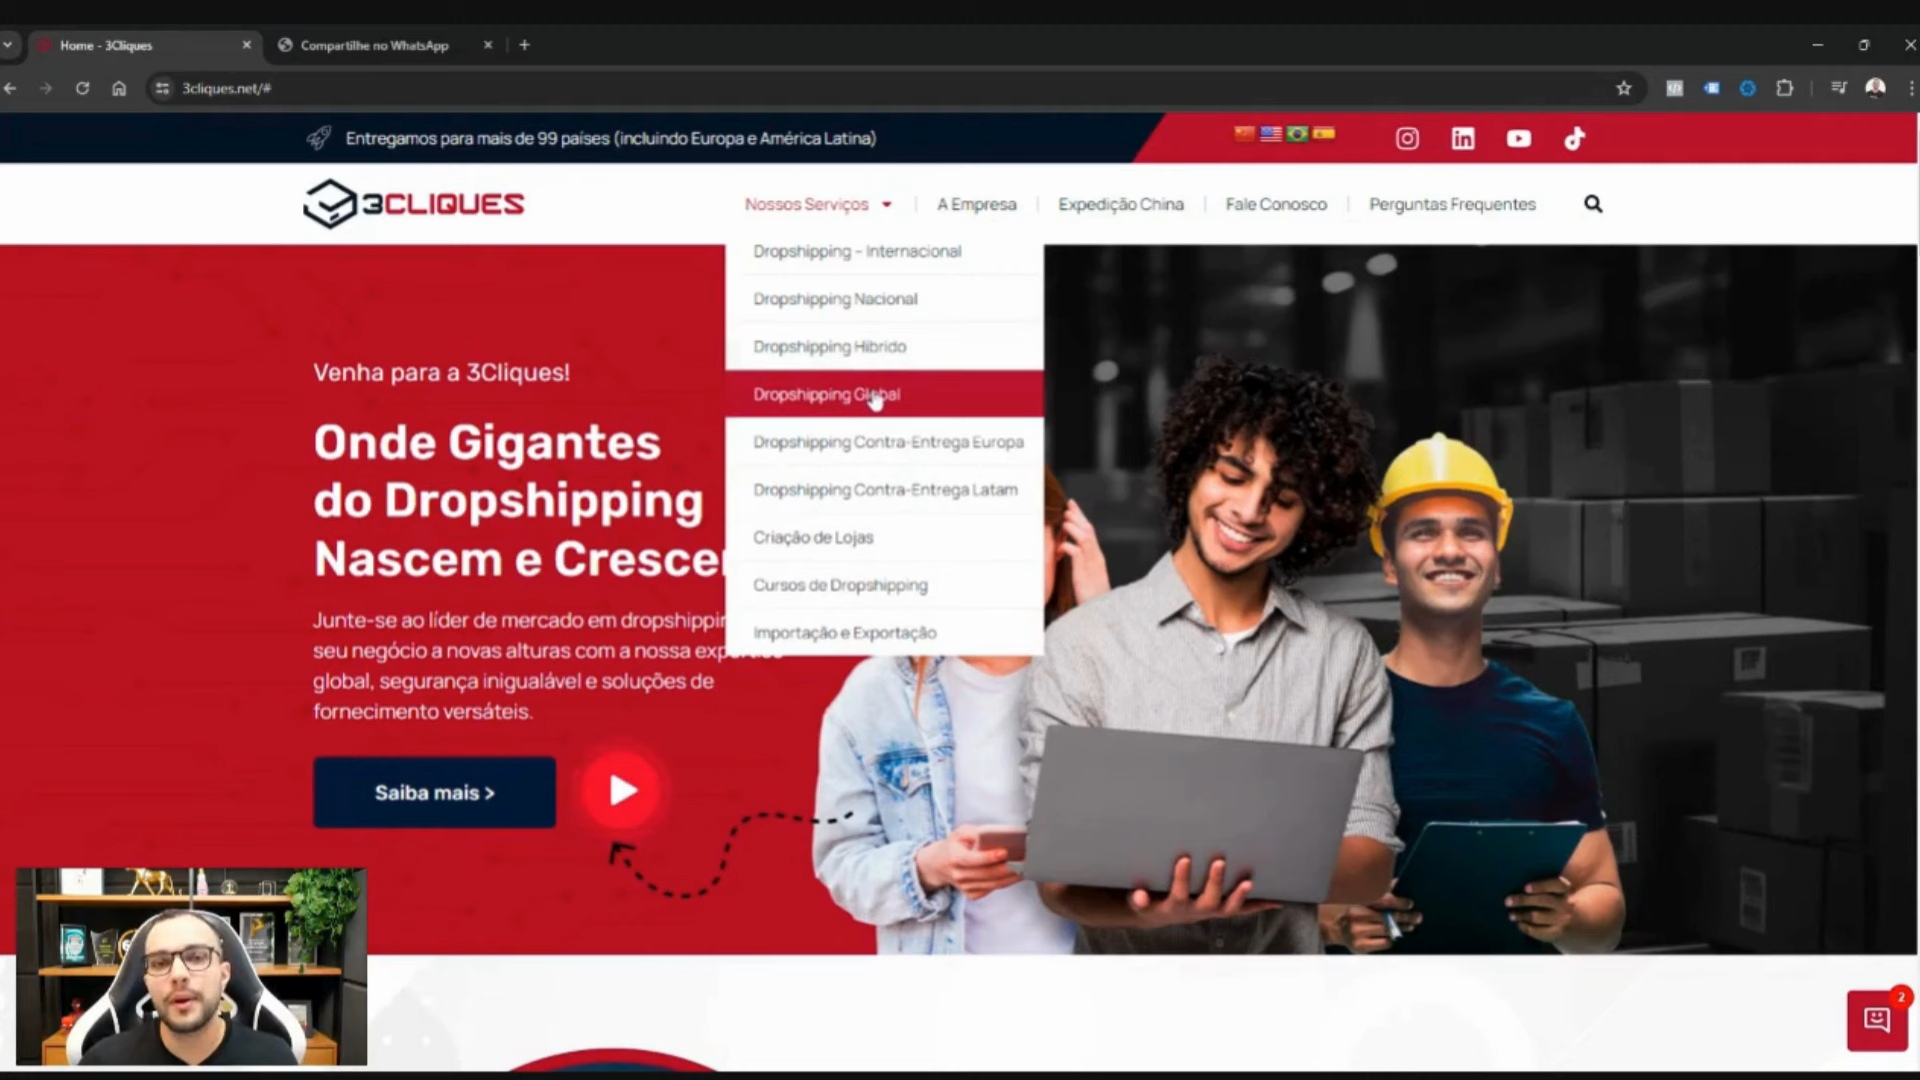 Home - 3Cliques
Compartilhe no WhatsApp
3cliques.net/#
Entregamos para mais de 99 países (incluindo Europa e América Latina)
3CLIQUES
Nossos Serviços
A Empresa
Expedição China
Fale Conosco
Perguntas Frequentes
Dropshipping – Internacional
Dropshipping Nacional
Dropshipping Híbrido
Dropshipping Global
Dropshipping Contra-Entrega Europa
Dropshipping Contra-Entrega Latam
Criação de Lojas
Cursos de Dropshipping
Importação e Exportação
Venha para a 3Cliques!
Onde Gigantes
do Dropshipping
Nascem e Crescem
Junte-se ao líder de mercado em dropshippin
seu negócio a novas alturas com a nossa expertise
global, segurança inigualável e soluções de
fornecimento versáteis.
Saiba mais >
2